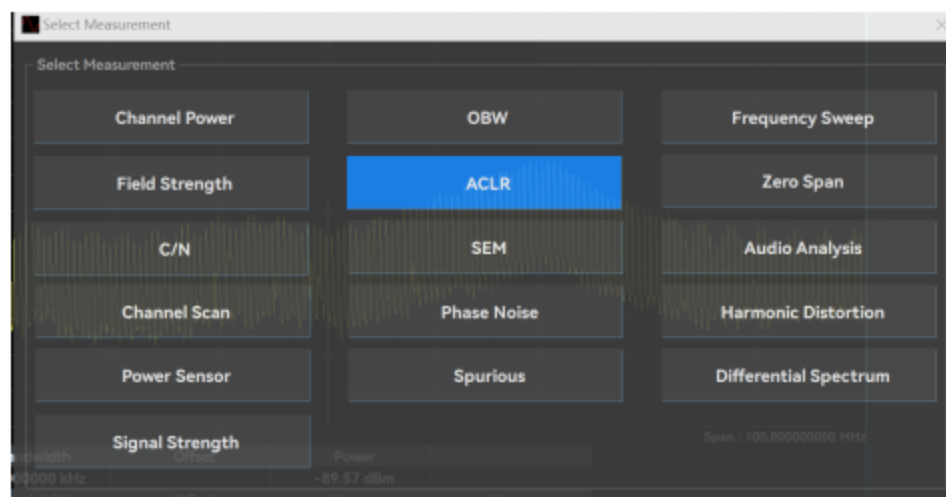 Select Measurement
Select Measurement
Channel Power OBW Frequency Sweep
Field Strength ACLR Zero Span
C/N SEM Audio Analysis
Channel Scan Phase Noise Harmonic Distortion
Power Sensor Spurious Differential Spectrum
Signal Strength
Span : 100.000000000 MHz
Offset Power
-89.57 dBm